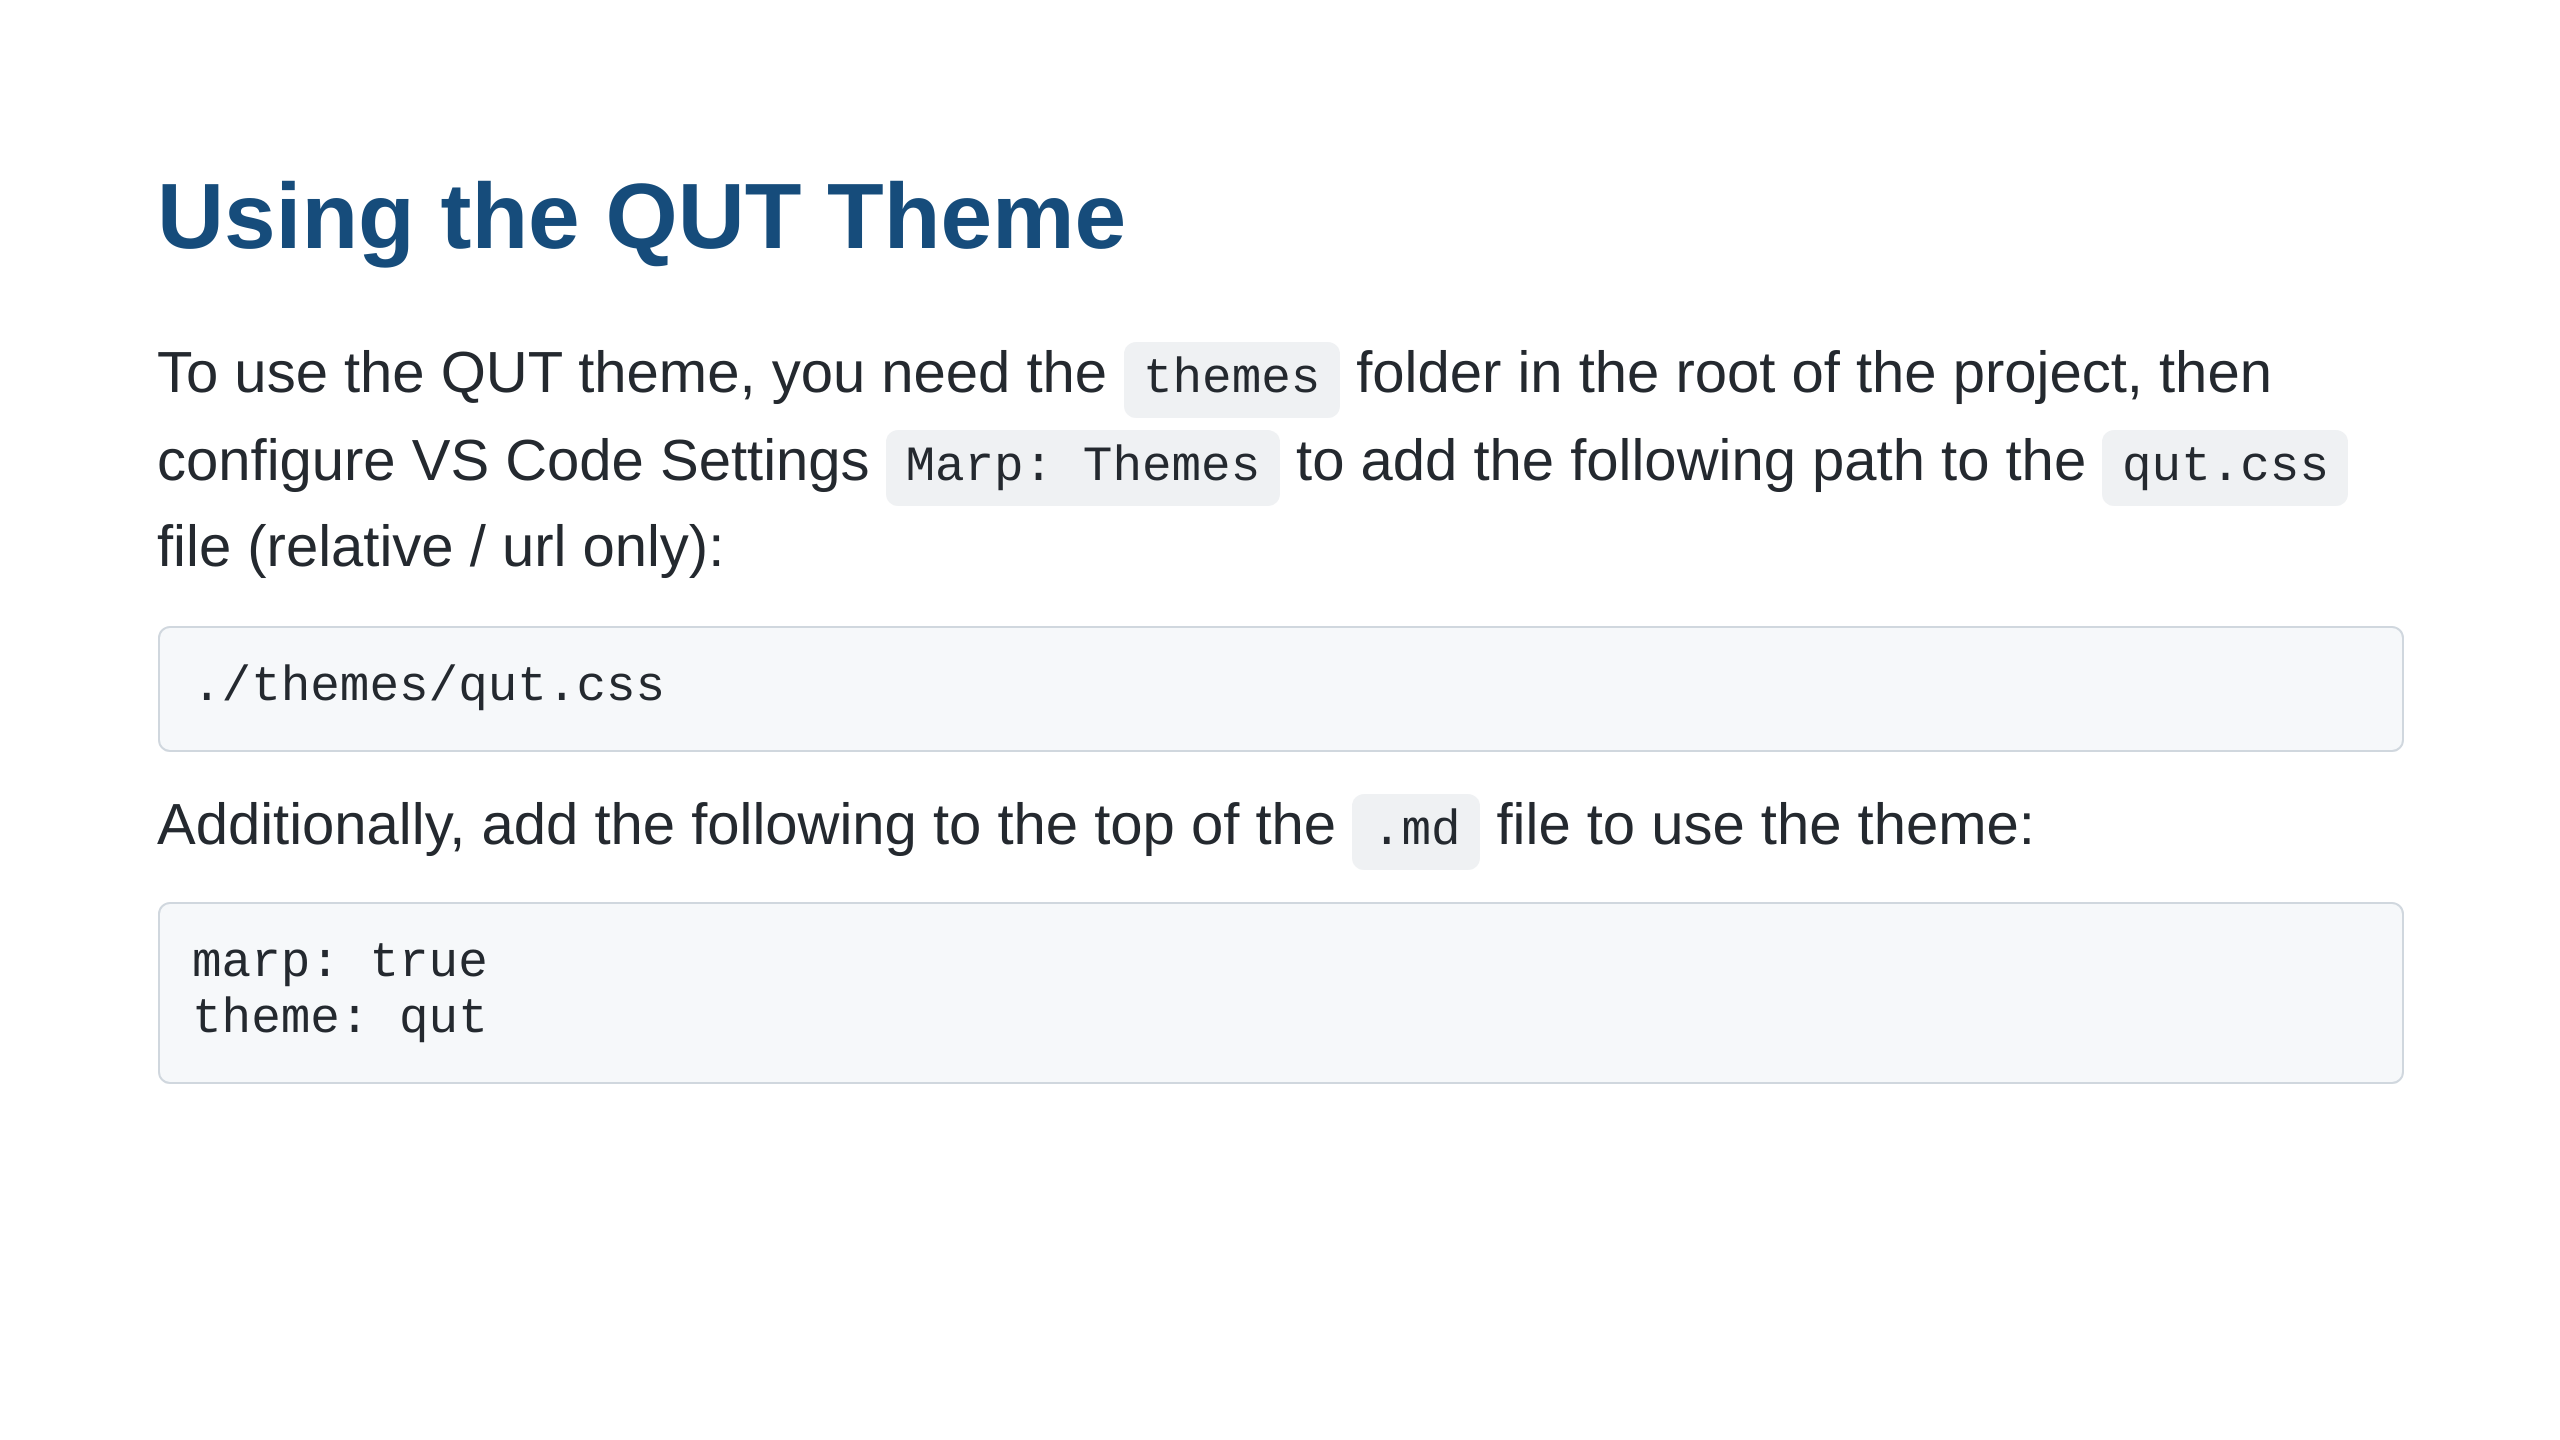 Using the QUT Theme
To use the QUT theme, you need the themes folder in the root of the project, then
configure VS Code Settings Marp: Themes to add the following path to the qut.css
file (relative / url only):
./themes/qut.css
Additionally, add the following to the top of the .md file to use the theme:
marp: true
theme: qut